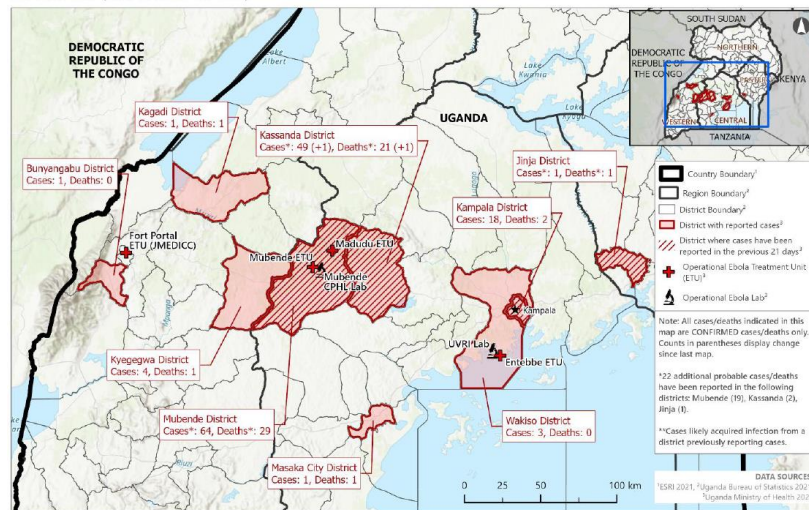 SOUTH SUDAN
NORTHERN
DEMOCRATIC
REPUBLIC OF
THE CONGO
KENYA
WESTERN
CENTRAL
TANZANIA
DEMOCRATIC
REPUBLIC OF
THE CONGO
Lake
Albert
Lake
Kwania
Lake
Kyoga
UGANDA
Kagadi District
Cases: 1, Deaths: 1
Kassanda District
Cases*: 49 (+1), Deaths*: 21 (+1)
Bunyangabu District
Cases: 1, Deaths: 0
Jinja District
Cases*: 1, Deaths*: 1
Kampala District
Cases: 18, Deaths: 2
Fort Portal
ETU (JMEDICC)
Madudu ETU
Mubende ETU
Mubende
CPHL Lab
Kampala
UVRI Lab
Entebbe ETU
Kyegegwa District
Cases: 4, Deaths: 1
Mubende District
Cases*: 64, Deaths*: 29
Wakiso District
Cases: 3, Deaths: 0
Masaka City District
Cases: 1, Deaths: 1
0 25 50 100 km
Country Boundary¹
Region Boundary²
District Boundary²
District with reported cases³
District where cases have been
reported in the previous 21 days³
Operational Ebola Treatment Unit
(ETU)³
Operational Ebola Lab³
Note: All cases/deaths indicated in this
map are CONFIRMED cases/deaths only.
Counts in parentheses display change
since last map.
*22 additional probable cases/deaths
have been reported in the following
districts: Mubende (19), Kassanda (2),
Jinja (1).
**Cases likely acquired infection from a
district previously reporting cases.
DATA SOURCES
¹ESRI 2021, ²Uganda Bureau of Statistics 2021
³Uganda Ministry of Health 202